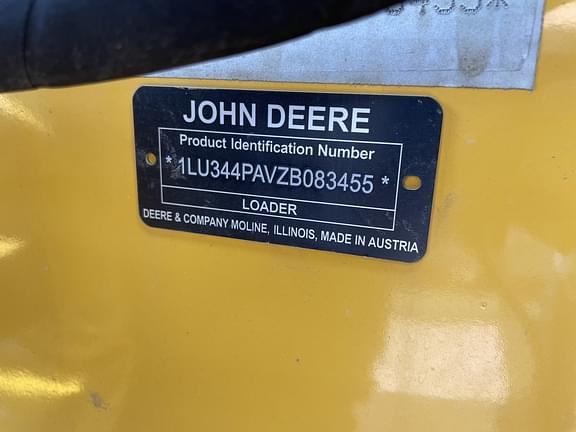 JOHN DEERE
Product Identification Number
*1LU344PAVZB083455*
LOADER
DEERE & COMPANY MOLINE, ILLINOIS, MADE IN AUSTRIA